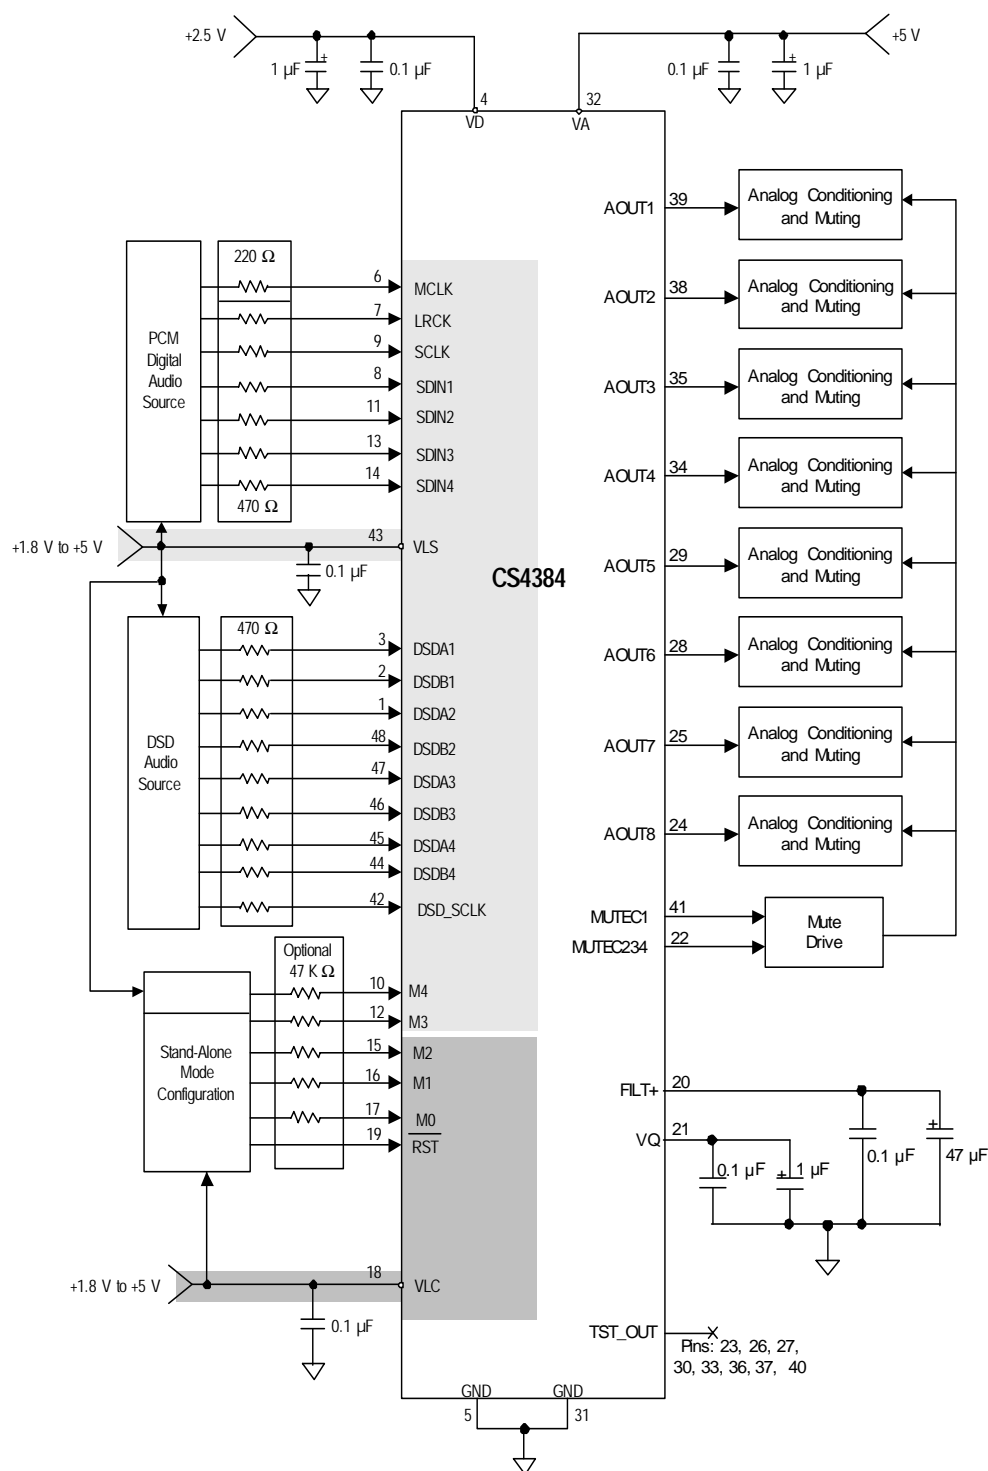 +2.5 V
+5 V
1 µF
+
0.1 µF
0.1 µF
+
1 µF
4
32
VD
VA
39
AOUT1
Analog Conditioning
and Muting
220 Ω
6
MCLK
38
AOUT2
Analog Conditioning
and Muting
7
LRCK
PCM
Digital
Audio
Source
9
SCLK
8
SDIN1
35
AOUT3
Analog Conditioning
and Muting
11
SDIN2
13
SDIN3
14
SDIN4
34
AOUT4
Analog Conditioning
and Muting
470 Ω
+1.8 V to +5 V
43
VLS
0.1 µF
CS4384
29
AOUT5
Analog Conditioning
and Muting
470 Ω
3
DSDA1
28
AOUT6
Analog Conditioning
and Muting
2
DSDB1
1
DSDA2
DSD
Audio
Source
48
DSDB2
25
AOUT7
Analog Conditioning
and Muting
47
DSDA3
46
DSDB3
24
AOUT8
Analog Conditioning
and Muting
45
DSDA4
44
DSDB4
42
DSD_SCLK
MUTEC1
41
MUTEC234
22
Mute
Drive
Optional
47 K Ω
10
M4
12
M3
Stand-Alone
Mode
Configuration
15
M2
16
M1
17
M0
19
RST
FILT+
20
VQ
21
0.1 µF
+
1 µF
0.1 µF
+
47 µF
+1.8 V to +5 V
18
VLC
0.1 µF
TST_OUT
Pins: 23, 26, 27,
30, 33, 36, 37, 40
GND
GND
5
31